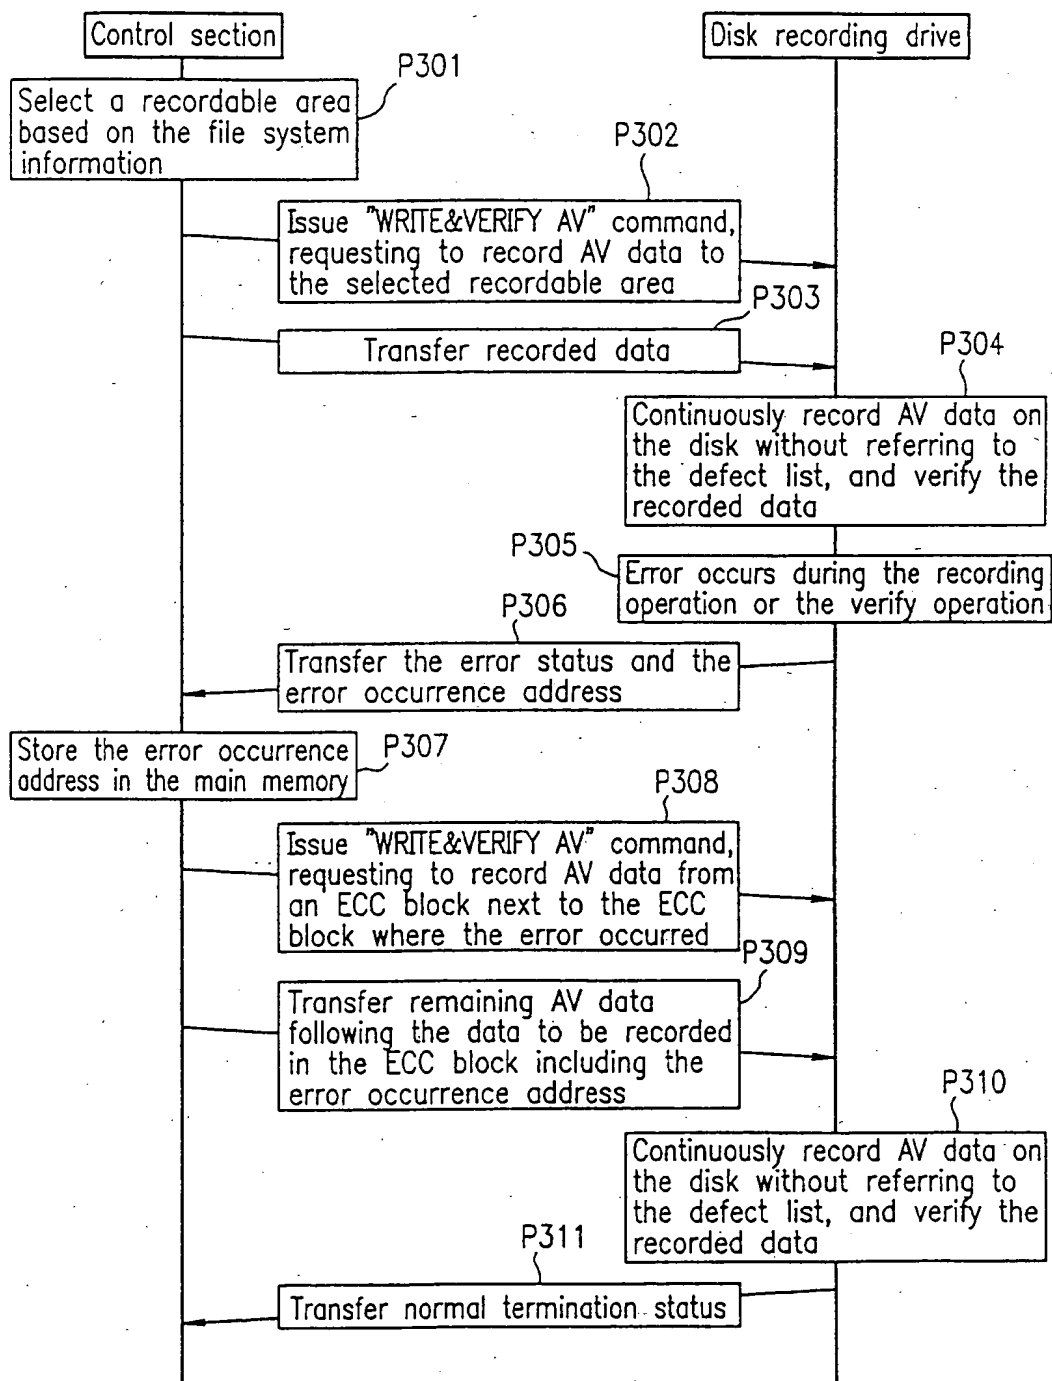 Control section
Disk recording drive
P301
Select a recordable area
based on the file system
information
P302
Issue "WRITE&VERIFY AV" command,
requesting to record AV data to
the selected recordable area
P303
Transfer recorded data
P304
Continuously record AV data on
the disk without referring to
the defect list, and verify the
recorded data
P305
Error occurs during the recording
operation or the verify operation
P306
Transfer the error status and the
error occurrence address
P307
Store the error occurrence
address in the main memory
P308
Issue "WRITE&VERIFY AV" command,
requesting to record AV data from
an ECC block next to the ECC
block where the error occurred
P309
Transfer remaining AV data
following the data to be recorded
in the ECC block including the
error occurrence address
P310
Continuously record AV data on
the disk without referring to
the defect list, and verify the
recorded data
P311
Transfer normal termination status